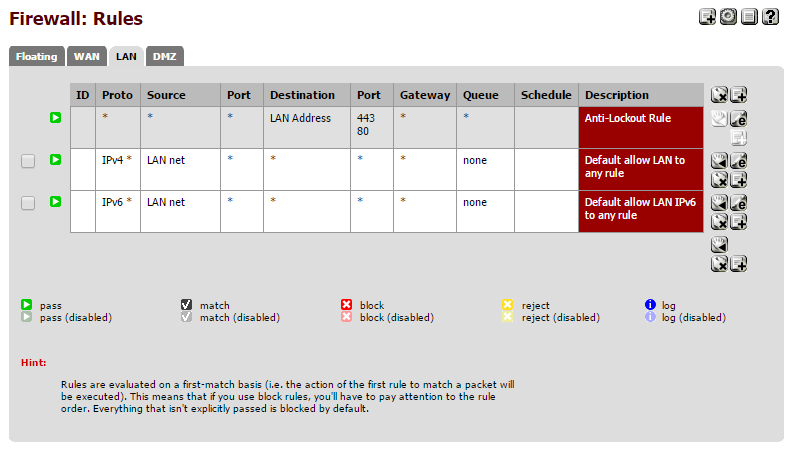 Firewall: Rules
Floating WAN LAN DMZ
ID Proto Source Port Destination Port Gateway Queue Schedule Description
* * * LAN Address 443 * * Anti-Lockout Rule
80
IPv4 * LAN net * * * * none Default allow LAN to
any rule
IPv6 * LAN net * * * * none Default allow LAN IPv6
to any rule
pass match block reject log
pass (disabled) match (disabled) block (disabled) reject (disabled) log (disabled)
Hint:
Rules are evaluated on a first-match basis (i.e. the action of the first rule to match a packet will
be executed). This means that if you use block rules, you'll have to pay attention to the rule
order. Everything that isn't explicitly passed is blocked by default.